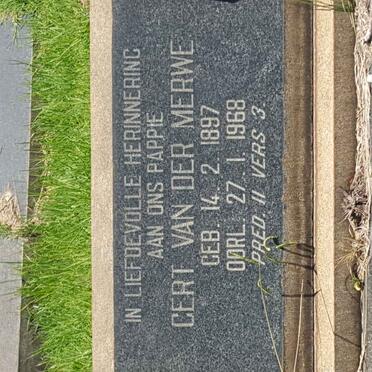 IN LIEFDEVOLLE HERINNERING
AAN ONS PAPPIE
GERT VAN DER MERWE
GEB. 14. 2. 1897
OORL. 27. 1. 1968
PRED. 11 VERS 3